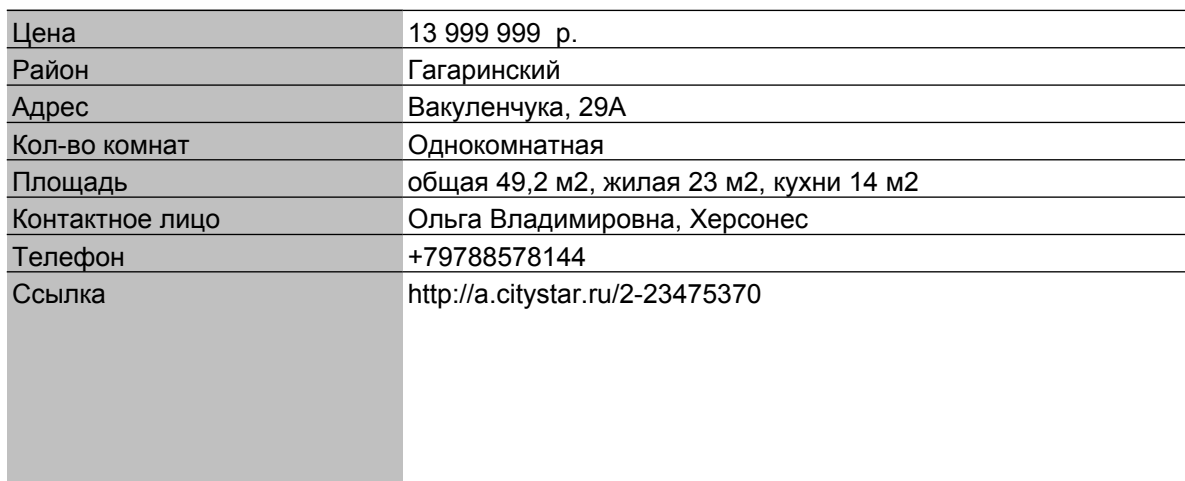 Цена 13 999 999 р.
Район Гагаринский
Адрес Вакуленчука, 29А
Кол-во комнат Однокомнатная
Площадь общая 49,2 м2, жилая 23 м2, кухни 14 м2
Контактное лицо Ольга Владимировна, Херсонес
Телефон +79788578144
Ссылка http://a.citystar.ru/2-23475370